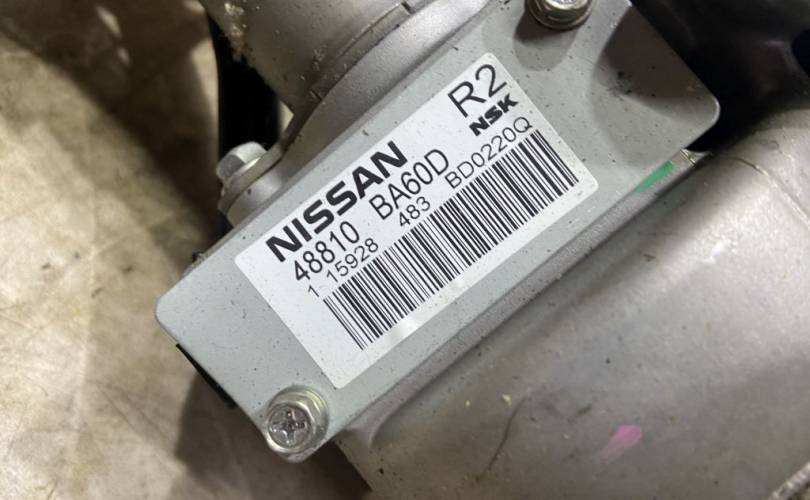 R2
NSK
NISSAN
48810 BA60D
1 15928 483 BD0220Q